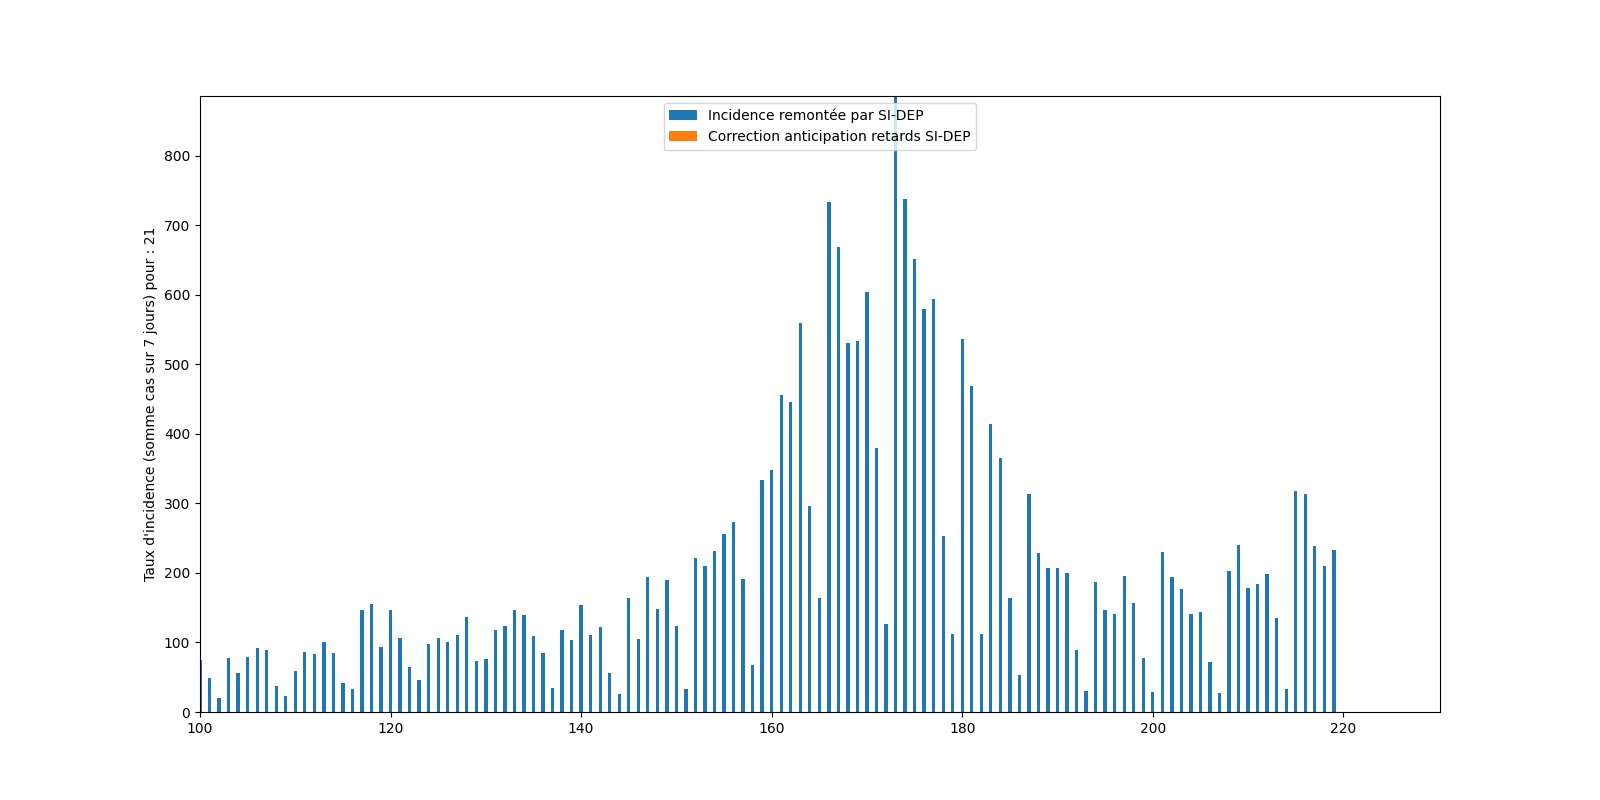 Incidence remontée par SI-DEP
Correction anticipation retards SI-DEP
Taux d'incidence (somme cas sur 7 jours) pour : 21
800
700
600
500
400
300
200
100
0
100 120 140 160 180 200 220